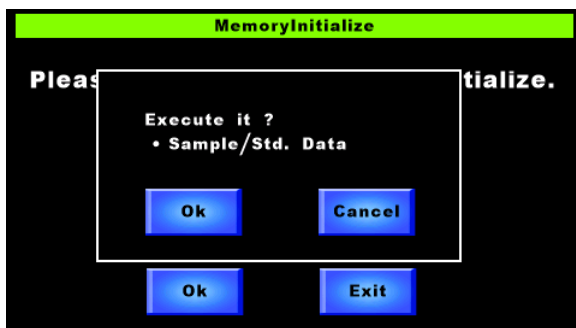 MemoryInitialize
Pleas
tialize.
Execute it ?
• Sample/Std. Data
Ok
Cancel
Ok
Exit